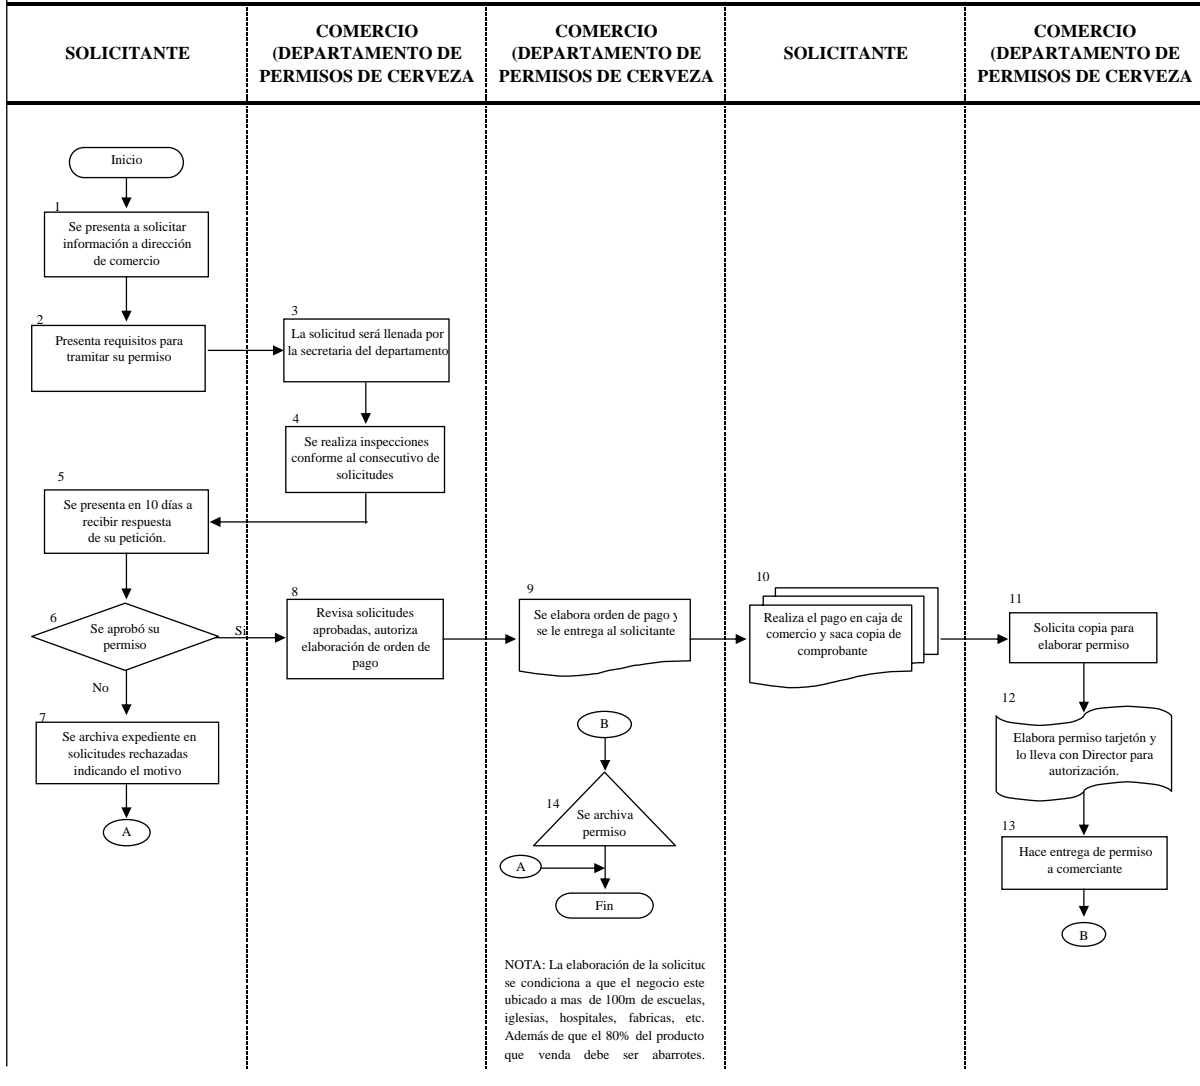 SOLICITANTE
COMERCIO
(DEPARTAMENTO DE
PERMISOS DE CERVEZA
COMERCIO
(DEPARTAMENTO DE
PERMISOS DE CERVEZA
SOLICITANTE
COMERCIO
(DEPARTAMENTO DE
PERMISOS DE CERVEZA
Inicio
1
Se presenta a solicitar
información a dirección
de comercio
2
Presenta requisitos para
tramitar su permiso
3
La solicitud será llenada por
la secretaria del departamento
4
Se realiza inspecciones
conforme al consecutivo de
solicitudes
5
Se presenta en 10 días a
recibir respuesta
de su petición.
6
Se aprobó su
permiso
Si
No
7
Se archiva expediente en
solicitudes rechazadas
indicando el motivo
A
8
Revisa solicitudes
aprobadas, autoriza
elaboración de orden de
pago
9
Se elabora orden de pago y
se le entrega al solicitante
10
Realiza el pago en caja de
comercio y saca copia de
comprobante
11
Solicita copia para
elaborar permiso
12
Elabora permiso tarjetón y
lo lleva con Director para
autorización.
13
Hace entrega de permiso
a comerciante
B
B
14
Se archiva
permiso
A
Fin
NOTA: La elaboración de la solicitud
se condiciona a que el negocio este
ubicado a mas de 100m de escuelas,
iglesias, hospitales, fabricas, etc.
Además de que el 80% del producto
que venda debe ser abarrotes.